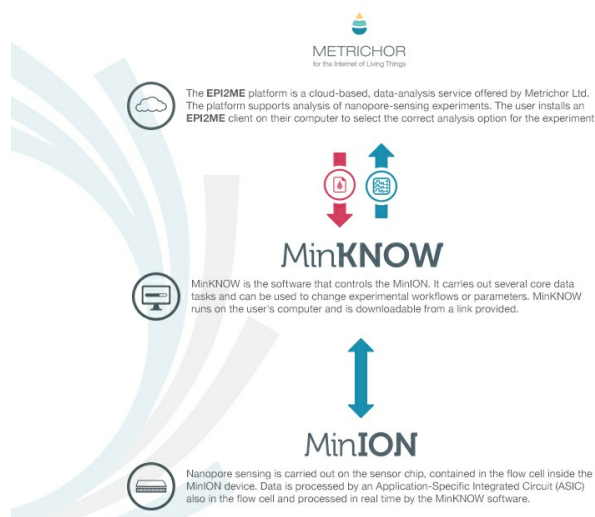 METRICHOR
for the Internet of Living Things
The EPI2ME platform is a cloud-based, data-analysis service offered by Metrichor Ltd.
The platform supports analysis of nanopore-sensing experiments. The user installs an
EPI2ME client on their computer to select the correct analysis option for the experiment
MinKNOW
MinKNOW is the software that controls the MinION. It carries out several core data
tasks and can be used to change experimental workflows or parameters. MinKNOW
runs on the user's computer and is downloadable from a link provided.
MinION
Nanopore sensing is carried out on the sensor chip, contained in the flow cell inside the
MinION device. Data is processed by an Application-Specific Integrated Circuit (ASIC)
also in the flow cell and processed in real time by the MinKNOW software.